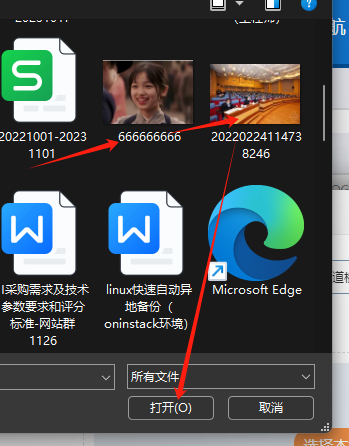 航
20221001-2023
1101
666666666
2022022411473
8246
I采购需求及技术
参数要求和评分
标准-网站群
1126
linux快速自动异
地备份（
oninstack环境）
Microsoft Edge
所有文件
打开(O)
取消